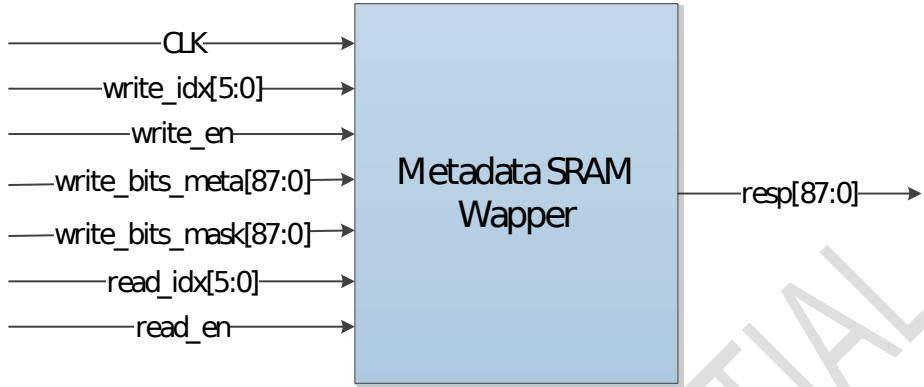 CLK
write_idx[5:0]
write_en
write_bits_meta[87:0]
write_bits_mask[87:0]
read_idx[5:0]
read_en
Metadata SRAM
Wapper
resp[87:0]
TIAL